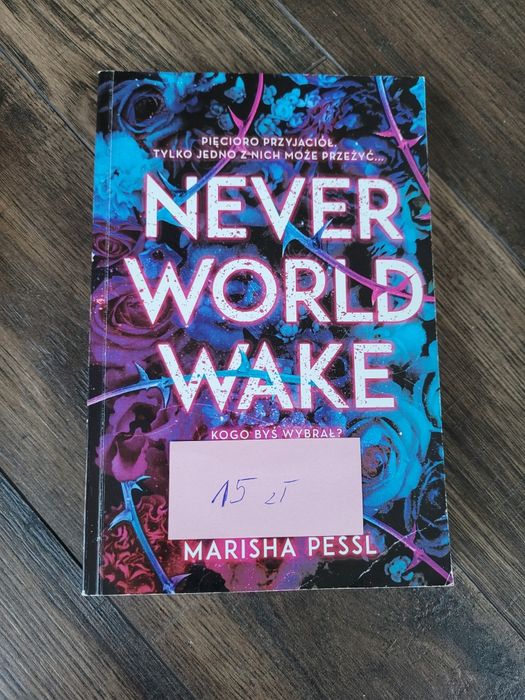 PIĘCIORO PRZYJACIÓŁ.
TYLKO JEDNO Z NICH MOŻE PRZEŻYĆ...
NEVER
WORLD
WAKE
KOGO BYŚ WYBRAŁ?
15 zł
MARISHA PESSL